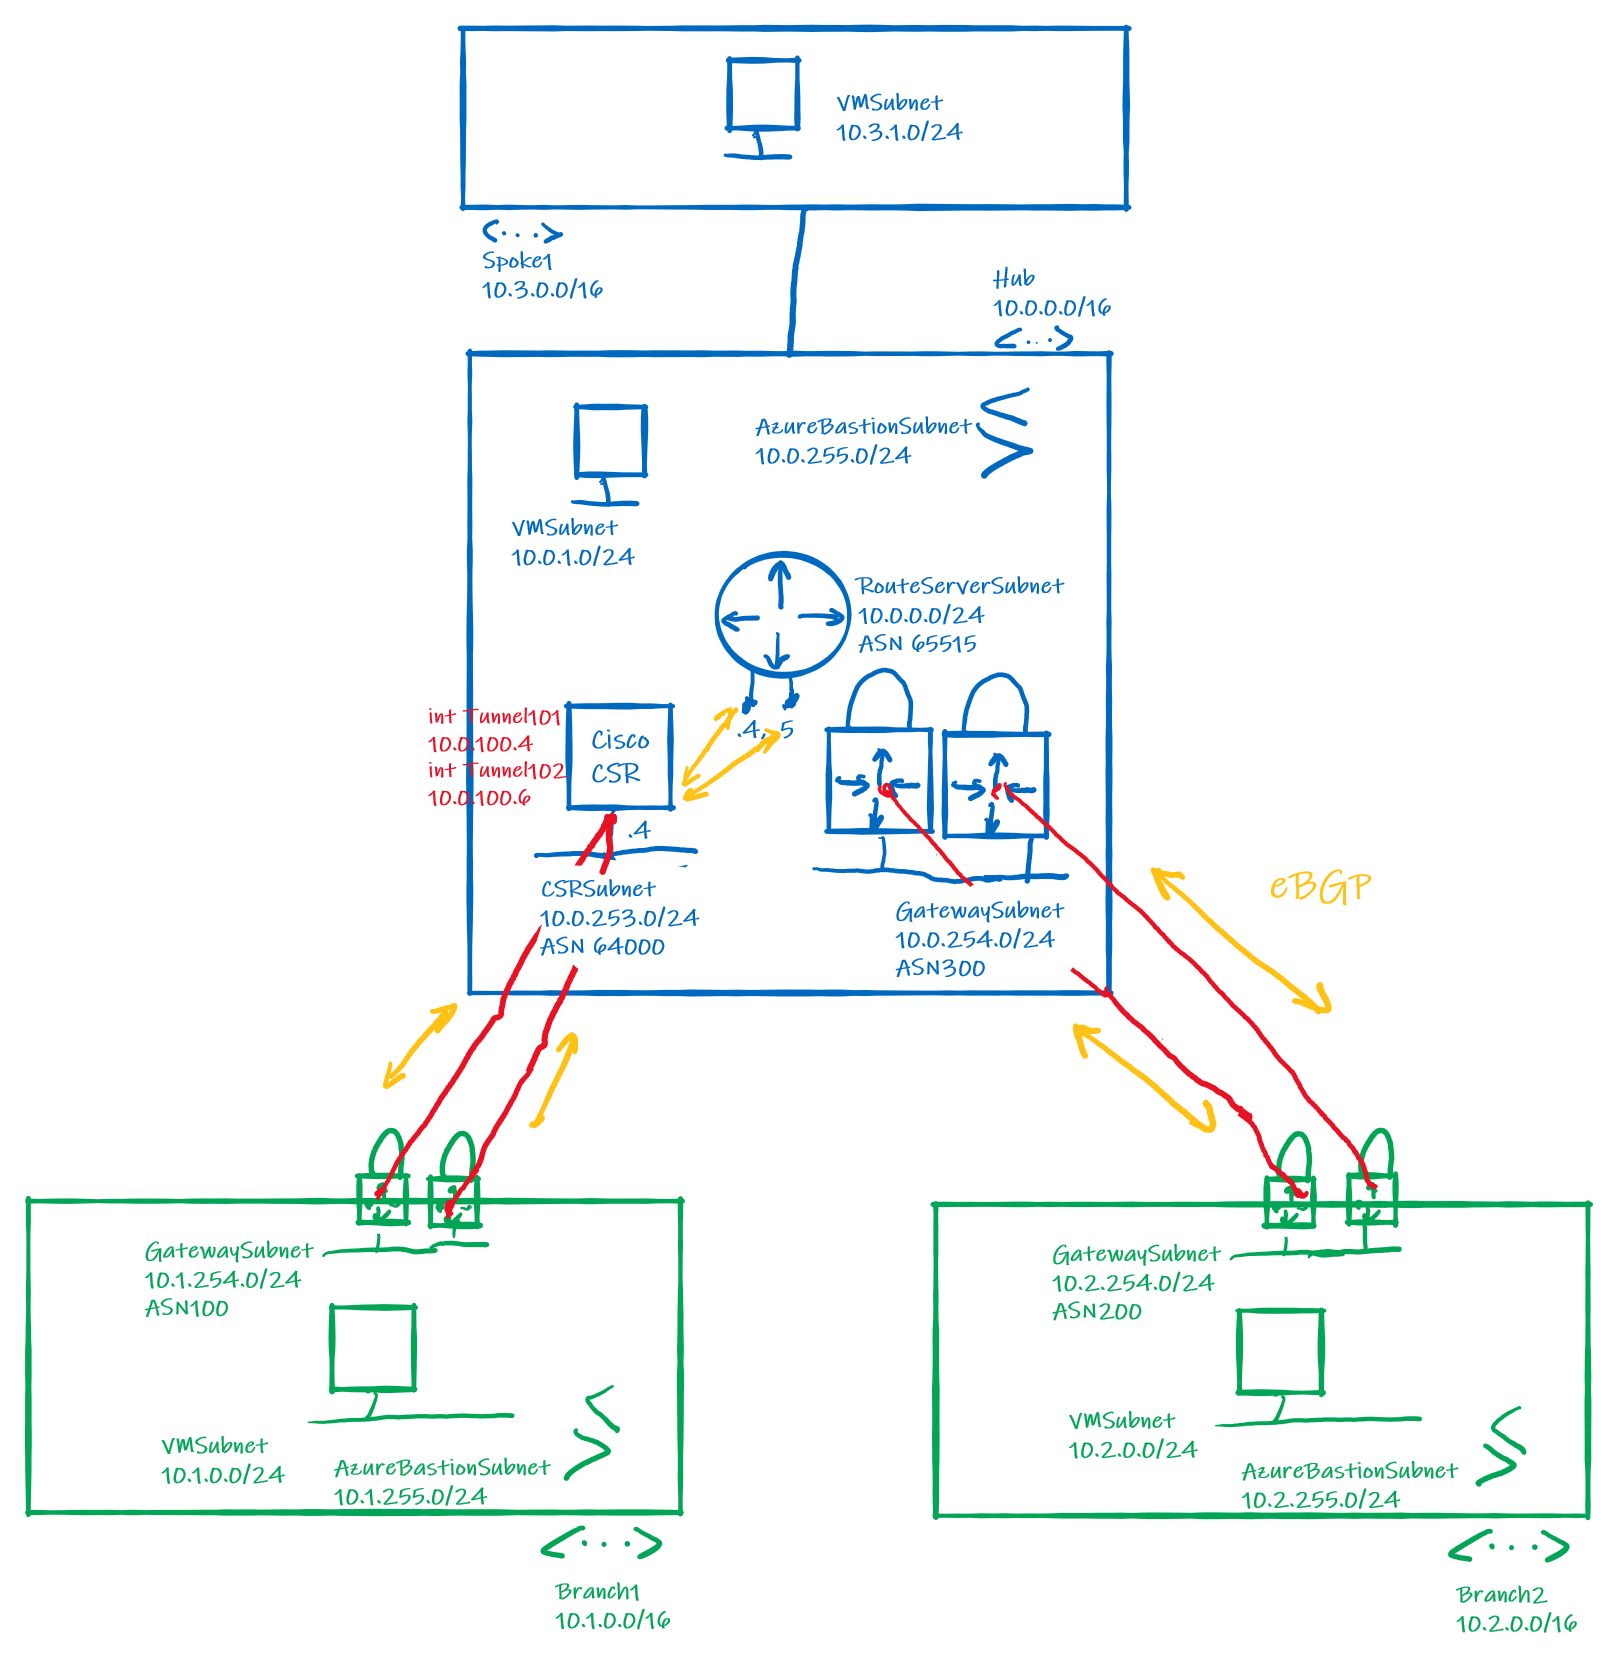 VMSubnet
10.3.1.0/24
Spoke1
10.3.0.0/16
Hub
10.0.0.0/16
AzureBastionSubnet
10.0.255.0/24
VMSubnet
10.0.1.0/24
RouteServerSubnet
10.0.0.0/24
ASN 65515
int Tunnel101
10.0.100.4
int Tunnel102
10.0.100.6
Cisco
CSR
.4, .5
.4
CSRSubnet
10.0.253.0/24
ASN 64000
GatewaySubnet
10.0.254.0/24
ASN300
eBGP
GatewaySubnet
10.1.254.0/24
ASN100
VMSubnet
10.1.0.0/24
AzureBastionSubnet
10.1.255.0/24
Branch1
10.1.0.0/16
GatewaySubnet
10.2.254.0/24
ASN200
VMSubnet
10.2.0.0/24
AzureBastionSubnet
10.2.255.0/24
Branch2
10.2.0.0/16